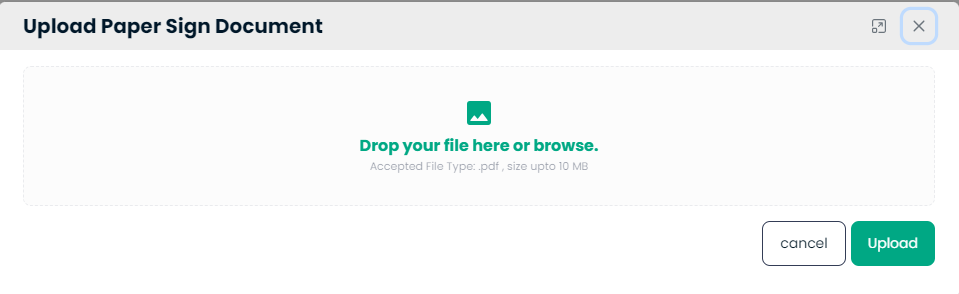 Upload Paper Sign Document
Drop your file here or browse.
Accepted File Type: .pdf , size upto 10 MB
cancel
Upload